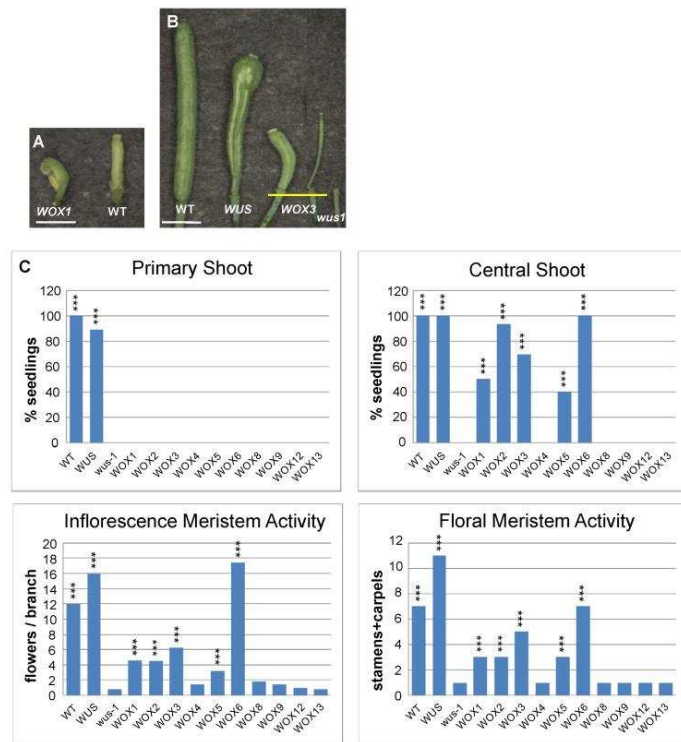 B
A
WOX1 WT
WT WUS WOX3 wus1
C
Primary Shoot
% seedlings
120
100
80
60
40
20
0
*** ***
WT WUS wus-1 WOX1 WOX2 WOX3 WOX4 WOX5 WOX6 WOX8 WOX9 WOX12 WOX13
Central Shoot
% seedlings
120
100
80
60
40
20
0
*** *** *** *** *** *** ***
WT WUS wus-1 WOX1 WOX2 WOX3 WOX4 WOX5 WOX6 WOX8 WOX9 WOX12 WOX13
Inflorescence Meristem Activity
flowers / branch
20
18
16
14
12
10
8
6
4
2
0
*** *** *** *** *** *** ***
WT WUS wus-1 WOX1 WOX2 WOX3 WOX4 WOX5 WOX6 WOX8 WOX9 WOX12 WOX13
Floral Meristem Activity
stamens+carpels
12
10
8
6
4
2
0
*** *** *** *** *** *** ***
WT WUS wus-1 WOX1 WOX2 WOX3 WOX4 WOX5 WOX6 WOX8 WOX9 WOX12 WOX13